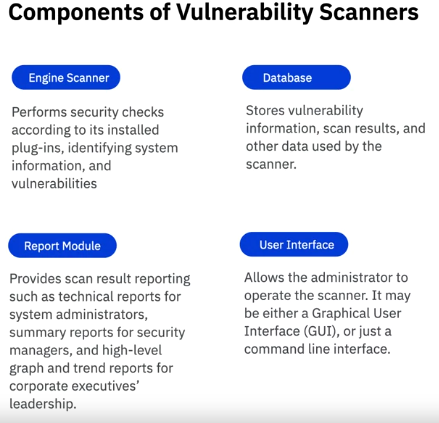 Components of Vulnerability Scanners
Engine Scanner
Performs security checks
according to its installed
plug-ins, identifying system
information, and
vulnerabilities
Database
Stores vulnerability
information, scan results, and
other data used by the
scanner.
Report Module
Provides scan result reporting
such as technical reports for
system administrators,
summary reports for security
managers, and high-level
graph and trend reports for
corporate executives'
leadership.
User Interface
Allows the administrator to
operate the scanner. It may
be either a Graphical User
Interface (GUI), or just a
command line interface.